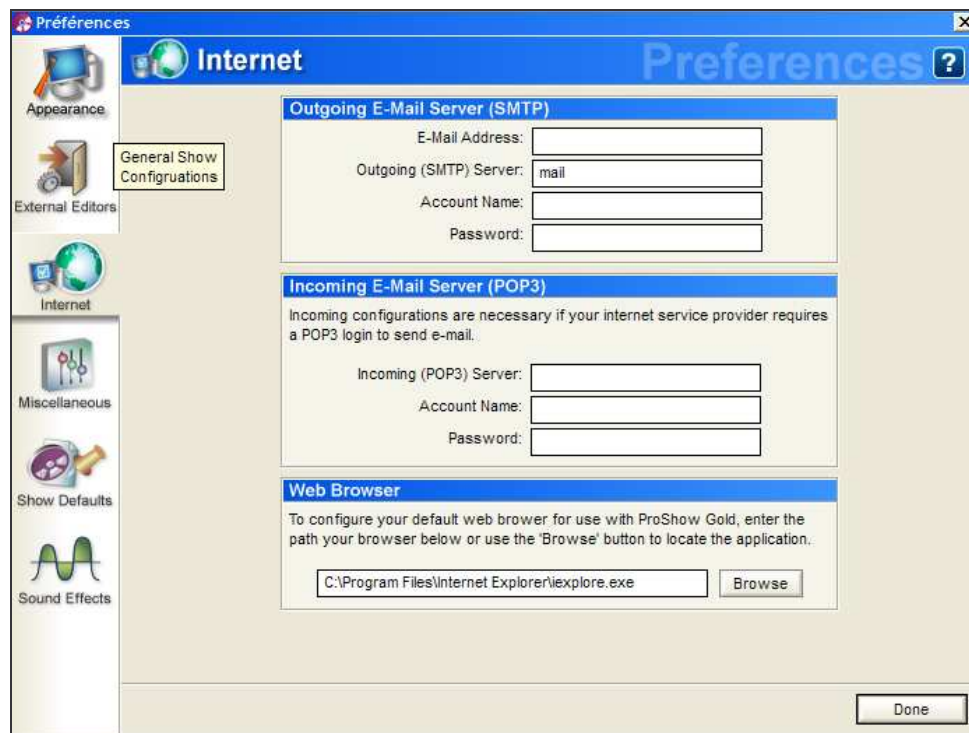 Préférences
Internet
Preferences
?
Appearance
External Editors
General Show
Configruations
Internet
Miscellaneous
Show Defaults
Sound Effects
Outgoing E-Mail Server (SMTP)
E-Mail Address:
Outgoing (SMTP) Server: mail
Account Name:
Password:
Incoming E-Mail Server (POP3)
Incoming configurations are necessary if your internet service provider requires
a POP3 login to send e-mail.
Incoming (POP3) Server:
Account Name:
Password:
Web Browser
To configure your default web brower for use with ProShow Gold, enter the
path your browser below or use the 'Browse' button to locate the application.
C:\Program Files\Internet Explorer\iexplore.exe Browse
Done